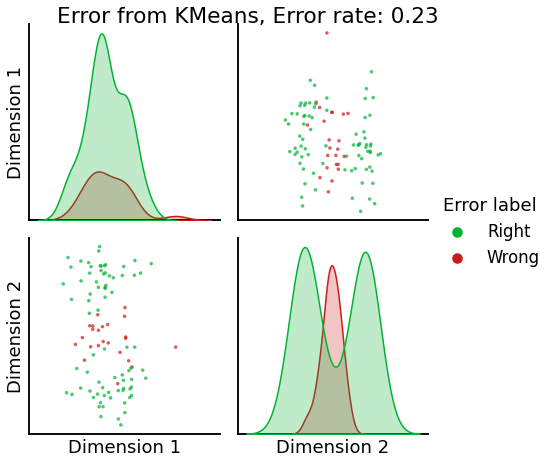 Error from KMeans, Error rate: 0.23
Dimension 1
Error label
Right
Wrong
Dimension 2
Dimension 1
Dimension 2